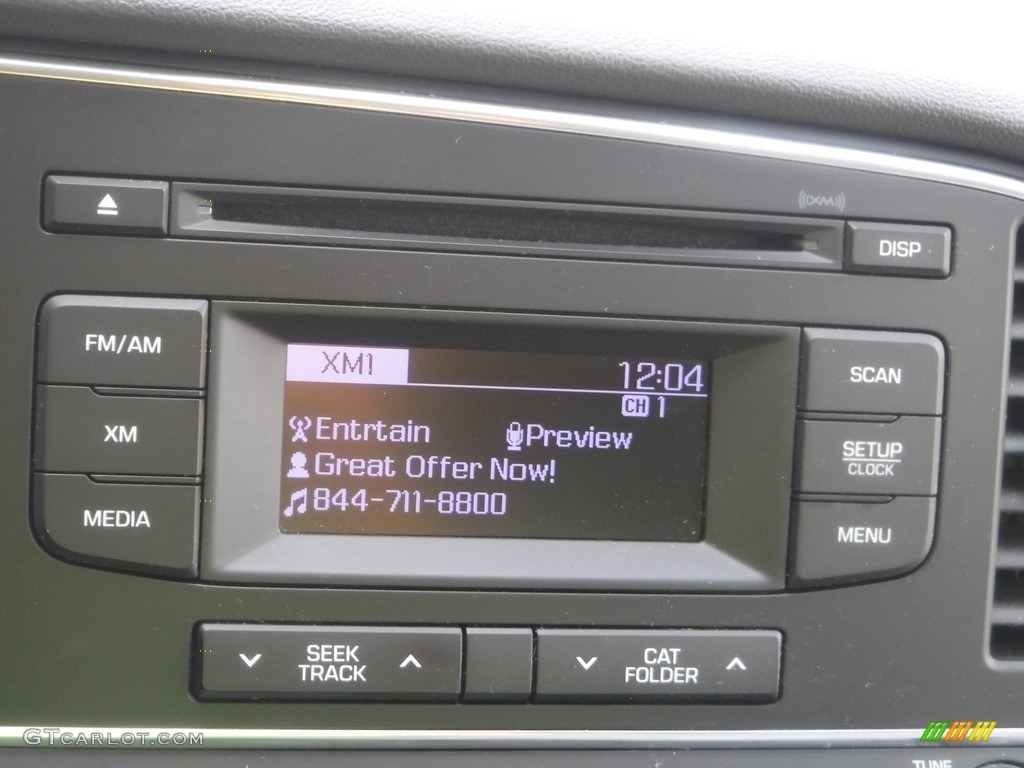 ((XM))
DISP
FM/AM
XM
MEDIA
XM1
12:04
CH 1
Entrtain Preview
Great Offer Now!
844-711-8800
SCAN
SETUP
CLOCK
MENU
SEEK
TRACK
CAT
FOLDER
GTCARLOT.COM
TUNE